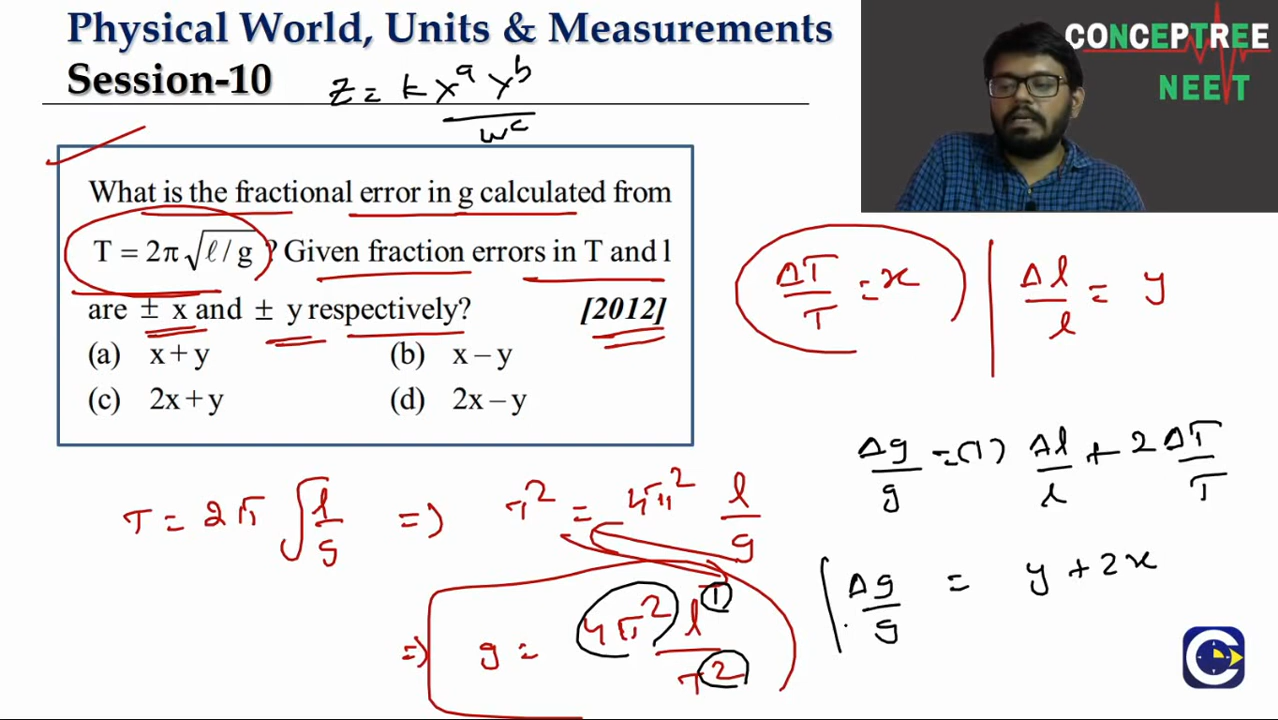 Physical World, Units & Measurements
Session-10
CONCEPTREE
NEET
z = k x^a y^b / w^c
What is the fractional error in g calculated from
T = 2π √ℓ/g ? Given fraction errors in T and l
are ± x and ± y respectively? [2012]
(a) x + y (b) x – y
(c) 2x + y (d) 2x – y
ΔT/T = x | Δl/l = y
Δg/g = (1) Δl/l + 2 ΔT/T
T = 2π √l/g => T² = 4π² l/g
Δg/g = y + 2x
=> g = 4π² l^1 / T²